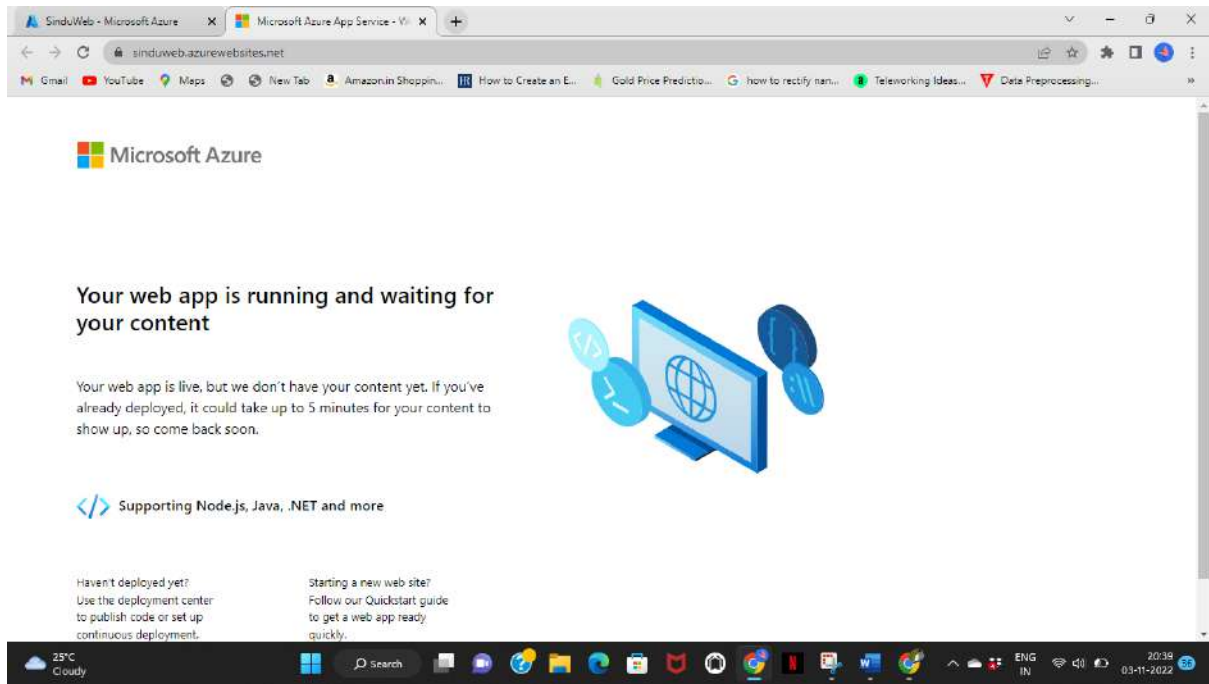 SinduWeb - Microsoft Azure
Microsoft Azure App Service - W
sinduweb.azurewebsites.net
Gmail YouTube Maps New Tab Amazon.in Shoppin... How to Create an E... Gold Price Predictio... how to rectify nan... Teleworking Ideas... Data Preprocessing...
Microsoft Azure
Your web app is running and waiting for
your content
Your web app is live, but we don't have your content yet. If you've
already deployed, it could take up to 5 minutes for your content to
show up, so come back soon.
</> Supporting Node.js, Java, .NET and more
Haven't deployed yet?
Use the deployment center
to publish code or set up
continuous deployment.
Starting a new web site?
Follow our Quickstart guide
to get a web app ready
quickly.
25°C
Cloudy
Search
ENG
IN
20:39
03-11-2022